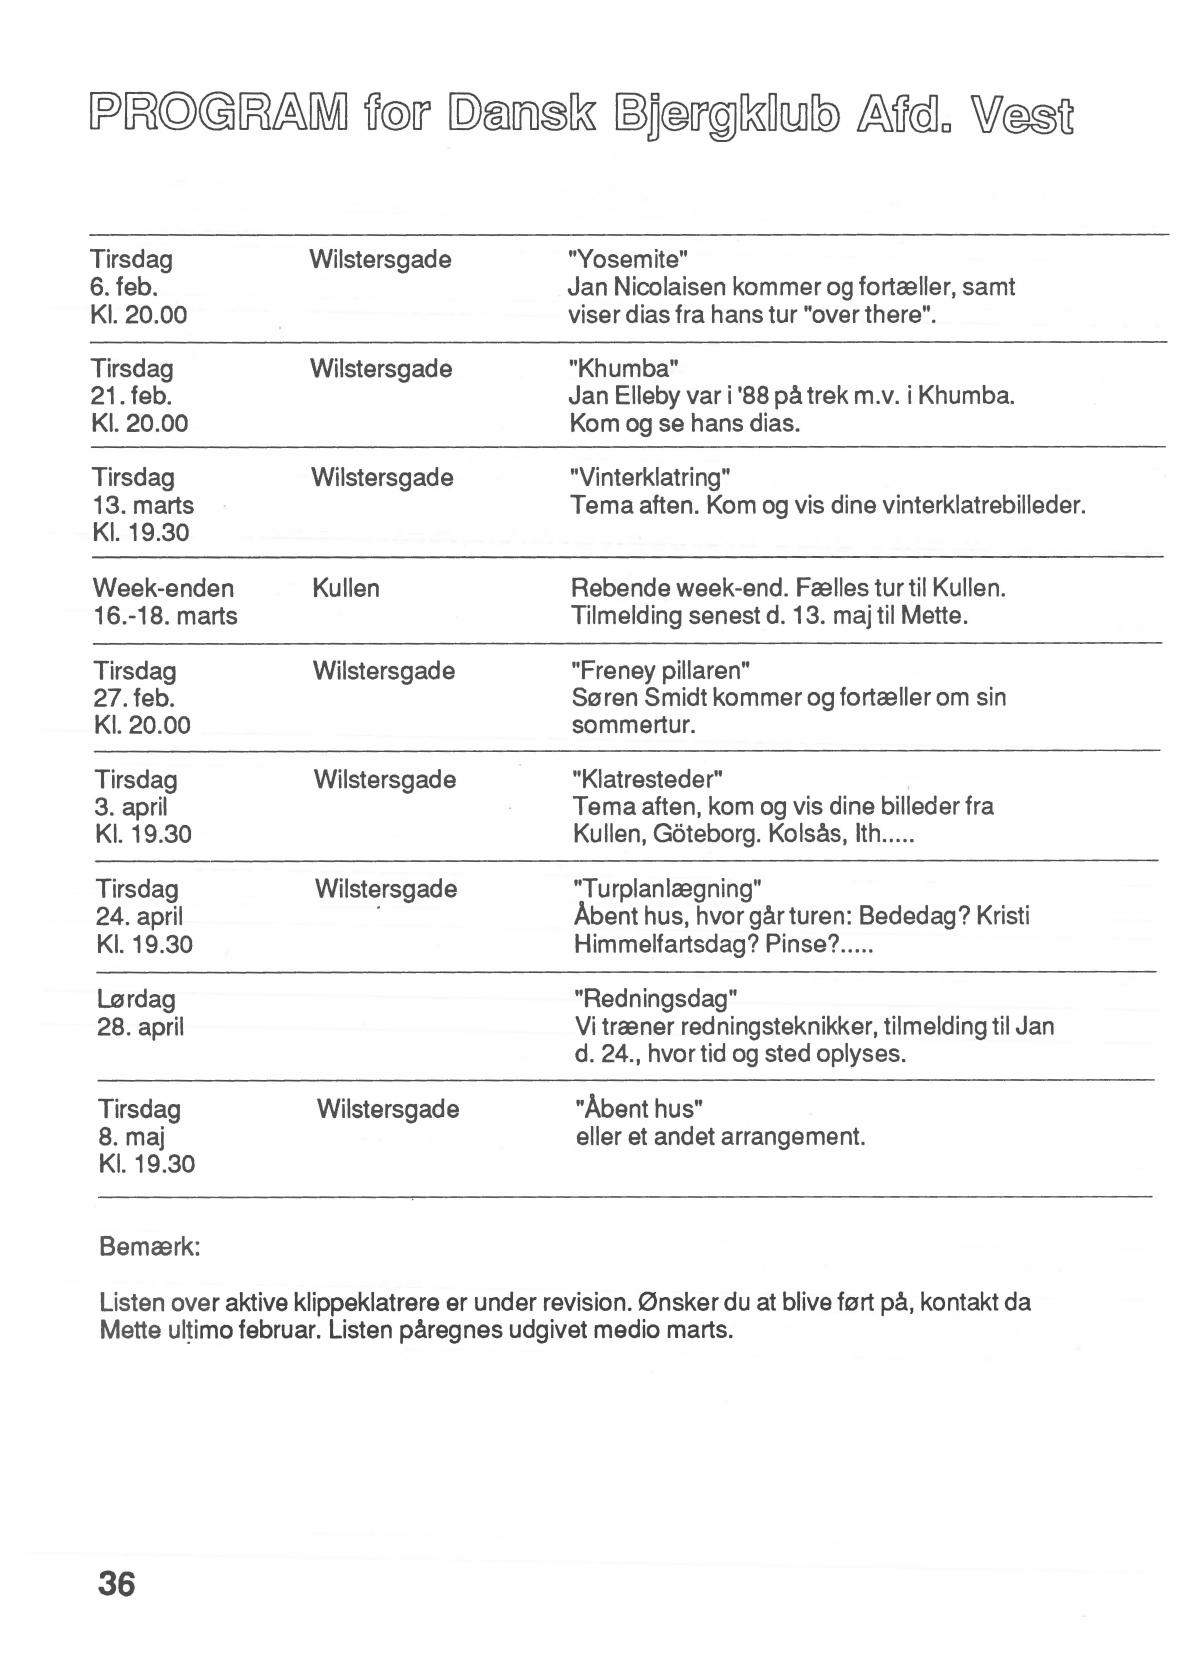 PROGRAM for Dansk Bjergklub Afd. Vest
Tirsdag Wilstersgade "Yosemite"
6. feb. Jan Nicolaisen kommer og fortæller, samt
Kl. 20.00 viser dias fra hans tur "over there".
Tirsdag Wilstersgade "Khumba"
21. feb. Jan Elleby var i '88 på trek m.v. i Khumba.
Kl. 20.00 Kom og se hans dias.
Tirsdag Wilstersgade "Vinterklatring"
13. marts Tema aften. Kom og vis dine vinterklatrebilleder.
Kl. 19.30
Week-enden Kullen Rebende week-end. Fælles tur til Kullen.
16.-18. marts Tilmelding senest d. 13. maj til Mette.
Tirsdag Wilstersgade "Freney pillaren"
27. feb. Søren Smidt kommer og fortæller om sin
Kl. 20.00 sommertur.
Tirsdag Wilstersgade "Klatresteder"
3. april Tema aften, kom og vis dine billeder fra
Kl. 19.30 Kullen, Göteborg. Kolsås, Ith.....
Tirsdag Wilstersgade "Turplanlægning"
24. april Åbent hus, hvor går turen: Bededag? Kristi
Kl. 19.30 Himmelfartsdag? Pinse?.....
Lørdag "Redningsdag"
28. april Vi træner redningsteknikker, tilmelding til Jan
d. 24., hvor tid og sted oplyses.
Tirsdag Wilstersgade "Åbent hus"
8. maj eller et andet arrangement.
Kl. 19.30
Bemærk:
Listen over aktive klippeklatrere er under revision. Ønsker du at blive ført på, kontakt da
Mette ultimo februar. Listen påregnes udgivet medio marts.
36